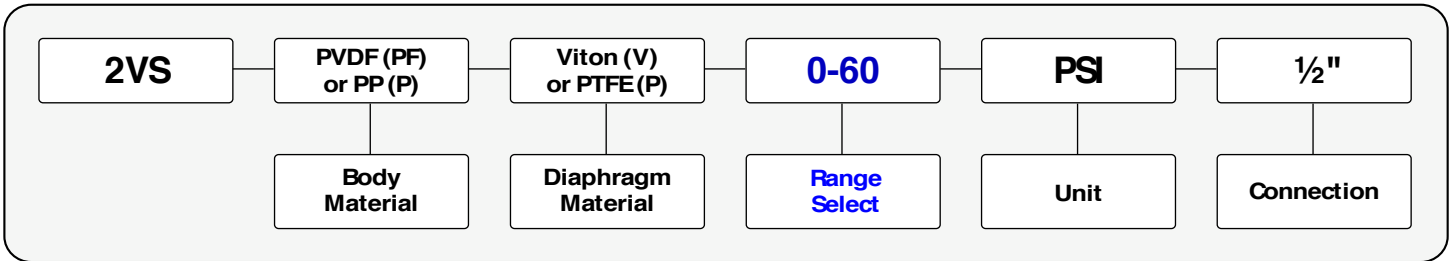 2VS
PVDF (PF)
or PP (P)
Viton (V)
or PTFE (P)
0-60
PSI
½"
Body
Material
Diaphragm
Material
Range
Select
Unit
Connection